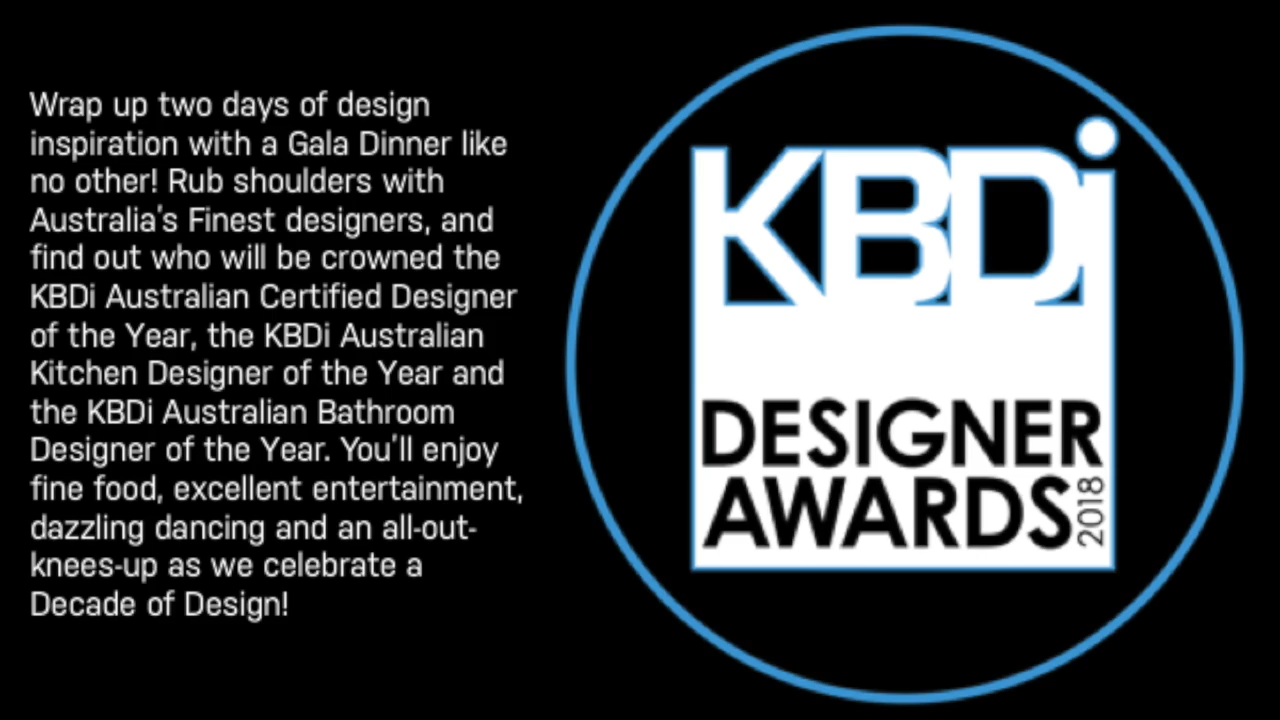 Wrap up two days of design
inspiration with a Gala Dinner like
no other! Rub shoulders with
Australia's Finest designers, and
find out who will be crowned the
KBDi Australian Certified Designer
of the Year, the KBDi Australian
Kitchen Designer of the Year and
the KBDi Australian Bathroom
Designer of the Year. You'll enjoy
fine food, excellent entertainment,
dazzling dancing and an all-out-
knees-up as we celebrate a
Decade of Design!
KBDi
DESIGNER
AWARDS
2018